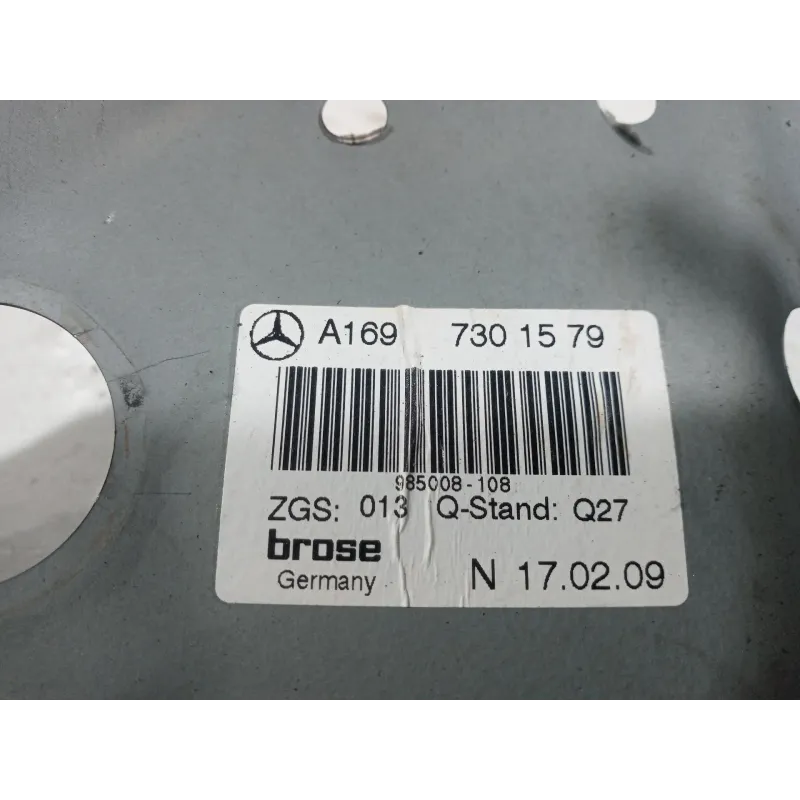 A169 730 15 79
985008-108
ZGS: 013 Q-Stand: Q27
brose
Germany N 17.02.09